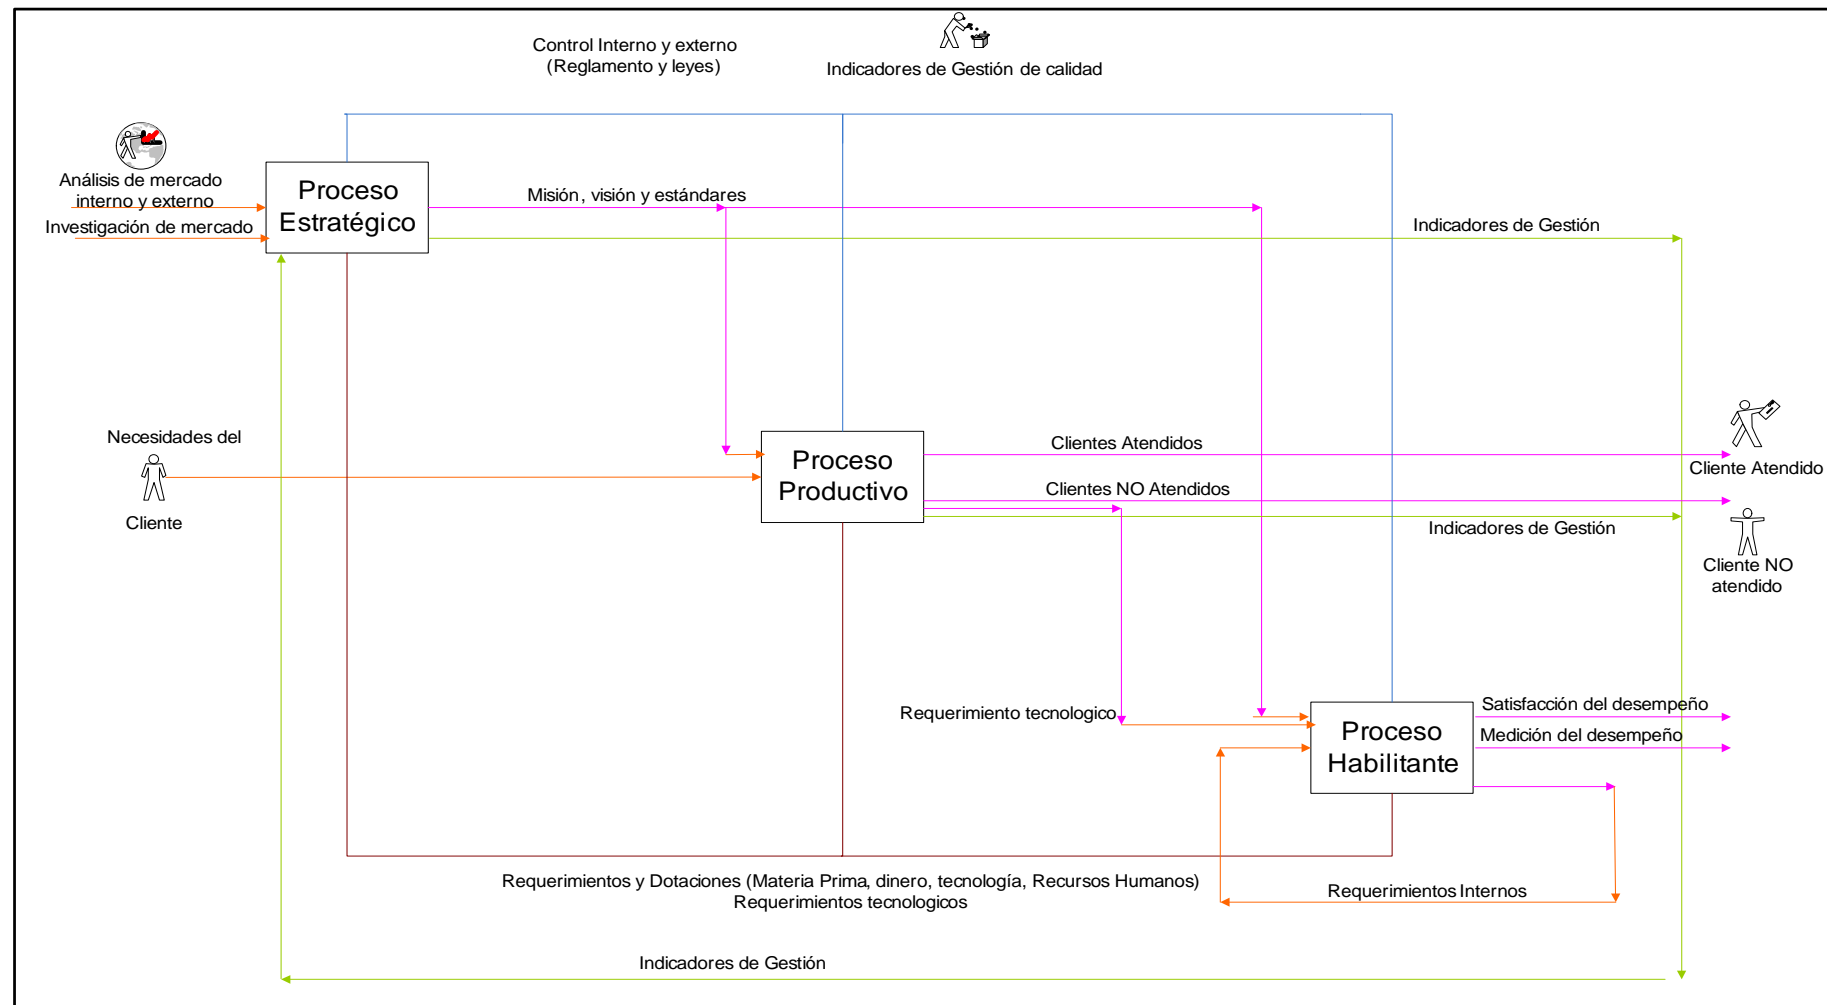 Control Interno y externo
(Reglamento y leyes)
Indicadores de Gestión de calidad
Análisis de mercado
interno y externo
Investigación de mercado
Proceso
Estratégico
Misión, visión y estándares
Indicadores de Gestión
Necesidades del
Cliente
Proceso
Productivo
Clientes Atendidos
Clientes NO Atendidos
Indicadores de Gestión
Cliente Atendido
Cliente NO
atendido
Requerimiento tecnologico
Proceso
Habilitante
Satisfacción del desempeño
Medición del desempeño
Requerimientos y Dotaciones (Materia Prima, dinero, tecnología, Recursos Humanos)
Requerimientos tecnologicos
Requerimientos Internos
Indicadores de Gestión